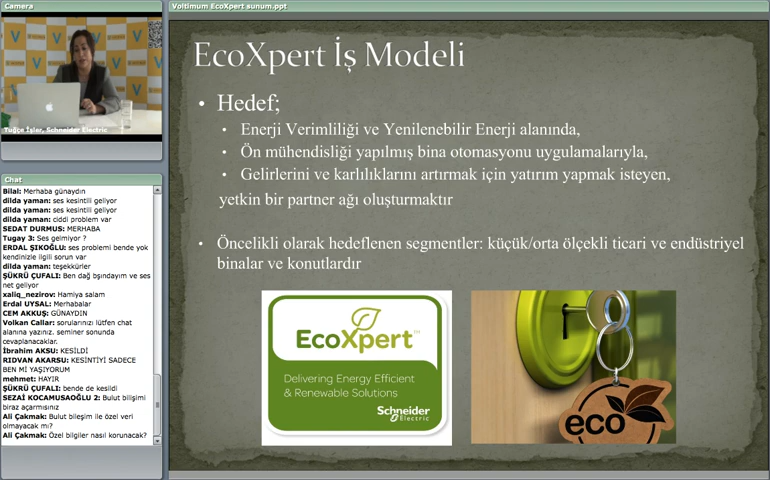 Camera
Voltimum EcoXpert sunum.ppt
Tuğçe İşler, Schneider Electric
Chat
Bilal: Merhaba günaydın
dilda yaman: ses kesintili geliyor
dilda yaman: ses kesintili geliyor
dilda yaman: ciddi problem var
SEDAT DURMUS: MERHABA
Tugay 3: Ses gelmiyor ?
ERDAL ŞIKOĞLU: ses problemi bende yok
kendinizle ilgili sorun var
dilda yaman: teşekkürler
ŞÜKRÜ ÇUFALI: Ben dağ bşındayım ve ses
net geliyor
xaliq_nezirov: Hamiya salam
Erdal UYSAL: Merhabalar
CEM AKKUŞ: GÜNAYDIN
Volkan Callar: sorularınızı lütfen chat
alanına yazınız. seminer sonunda
cevaplanacaklar.
İbrahim AKSU: KESİLDİ
RIDVAN AKARSU: KESİNTİYİ SADECE
BEN Mİ YAŞIYORUM
mehmet: HAYIR
ŞÜKRÜ ÇUFALI: bende de kesildi
SEZAİ KOCAMUSAOĞLU 2: Bulut bilişimi
biraz açarmısınız
Ali Çakmak: Bulut bileşim ile özel veri
olmayacak mı?
Ali Çakmak: Özel bilgiler nasıl korunacak?
EcoXpert İş Modeli
• Hedef;
• Enerji Verimliliği ve Yenilenebilir Enerji alanında,
• Ön mühendisliği yapılmış bina otomasyonu uygulamalarıyla,
• Gelirlerini ve karlılıklarını artırmak için yatırım yapmak isteyen,
yetkin bir partner ağı oluşturmaktır
• Öncelikli olarak hedeflenen segmentler: küçük/orta ölçekli ticari ve endüstriyel
binalar ve konutlardır
EcoXpert™
Delivering Energy Efficient
& Renewable Solutions
Schneider
Electric
eco